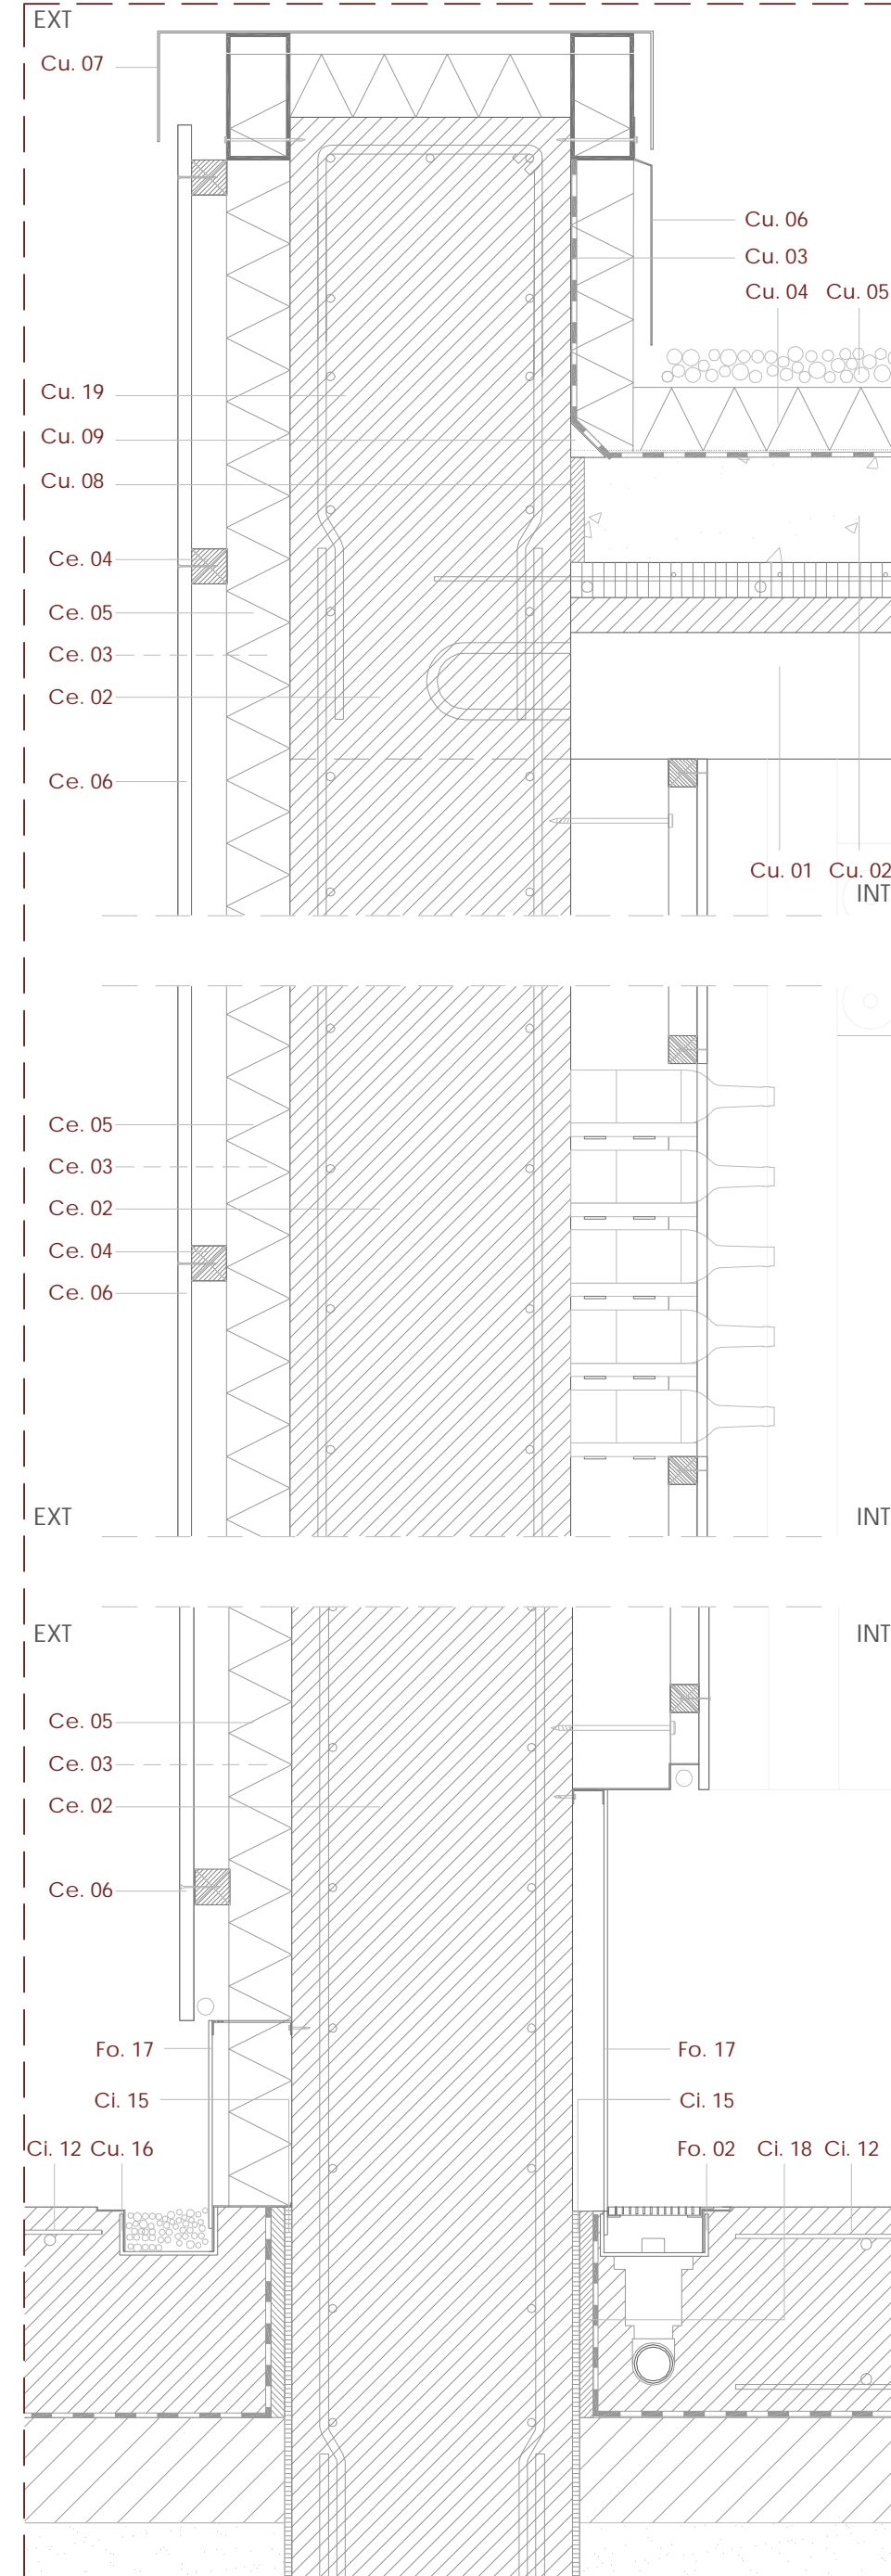 EXT
Cu. 07
Cu. 06
Cu. 03
Cu. 04 Cu. 05
Cu. 19
Cu. 09
Cu. 08
Ce. 04
Ce. 05
Ce. 03
Ce. 02
Ce. 06
Cu. 01 Cu. 02
INT
Ce. 05
Ce. 03
Ce. 02
Ce. 04
Ce. 06
EXT INT
EXT INT
Ce. 05
Ce. 03
Ce. 02
Ce. 06
Fo. 17 Fo. 17
Ci. 15 Ci. 15
Ci. 12 Cu. 16 Fo. 02 Ci. 18 Ci. 12